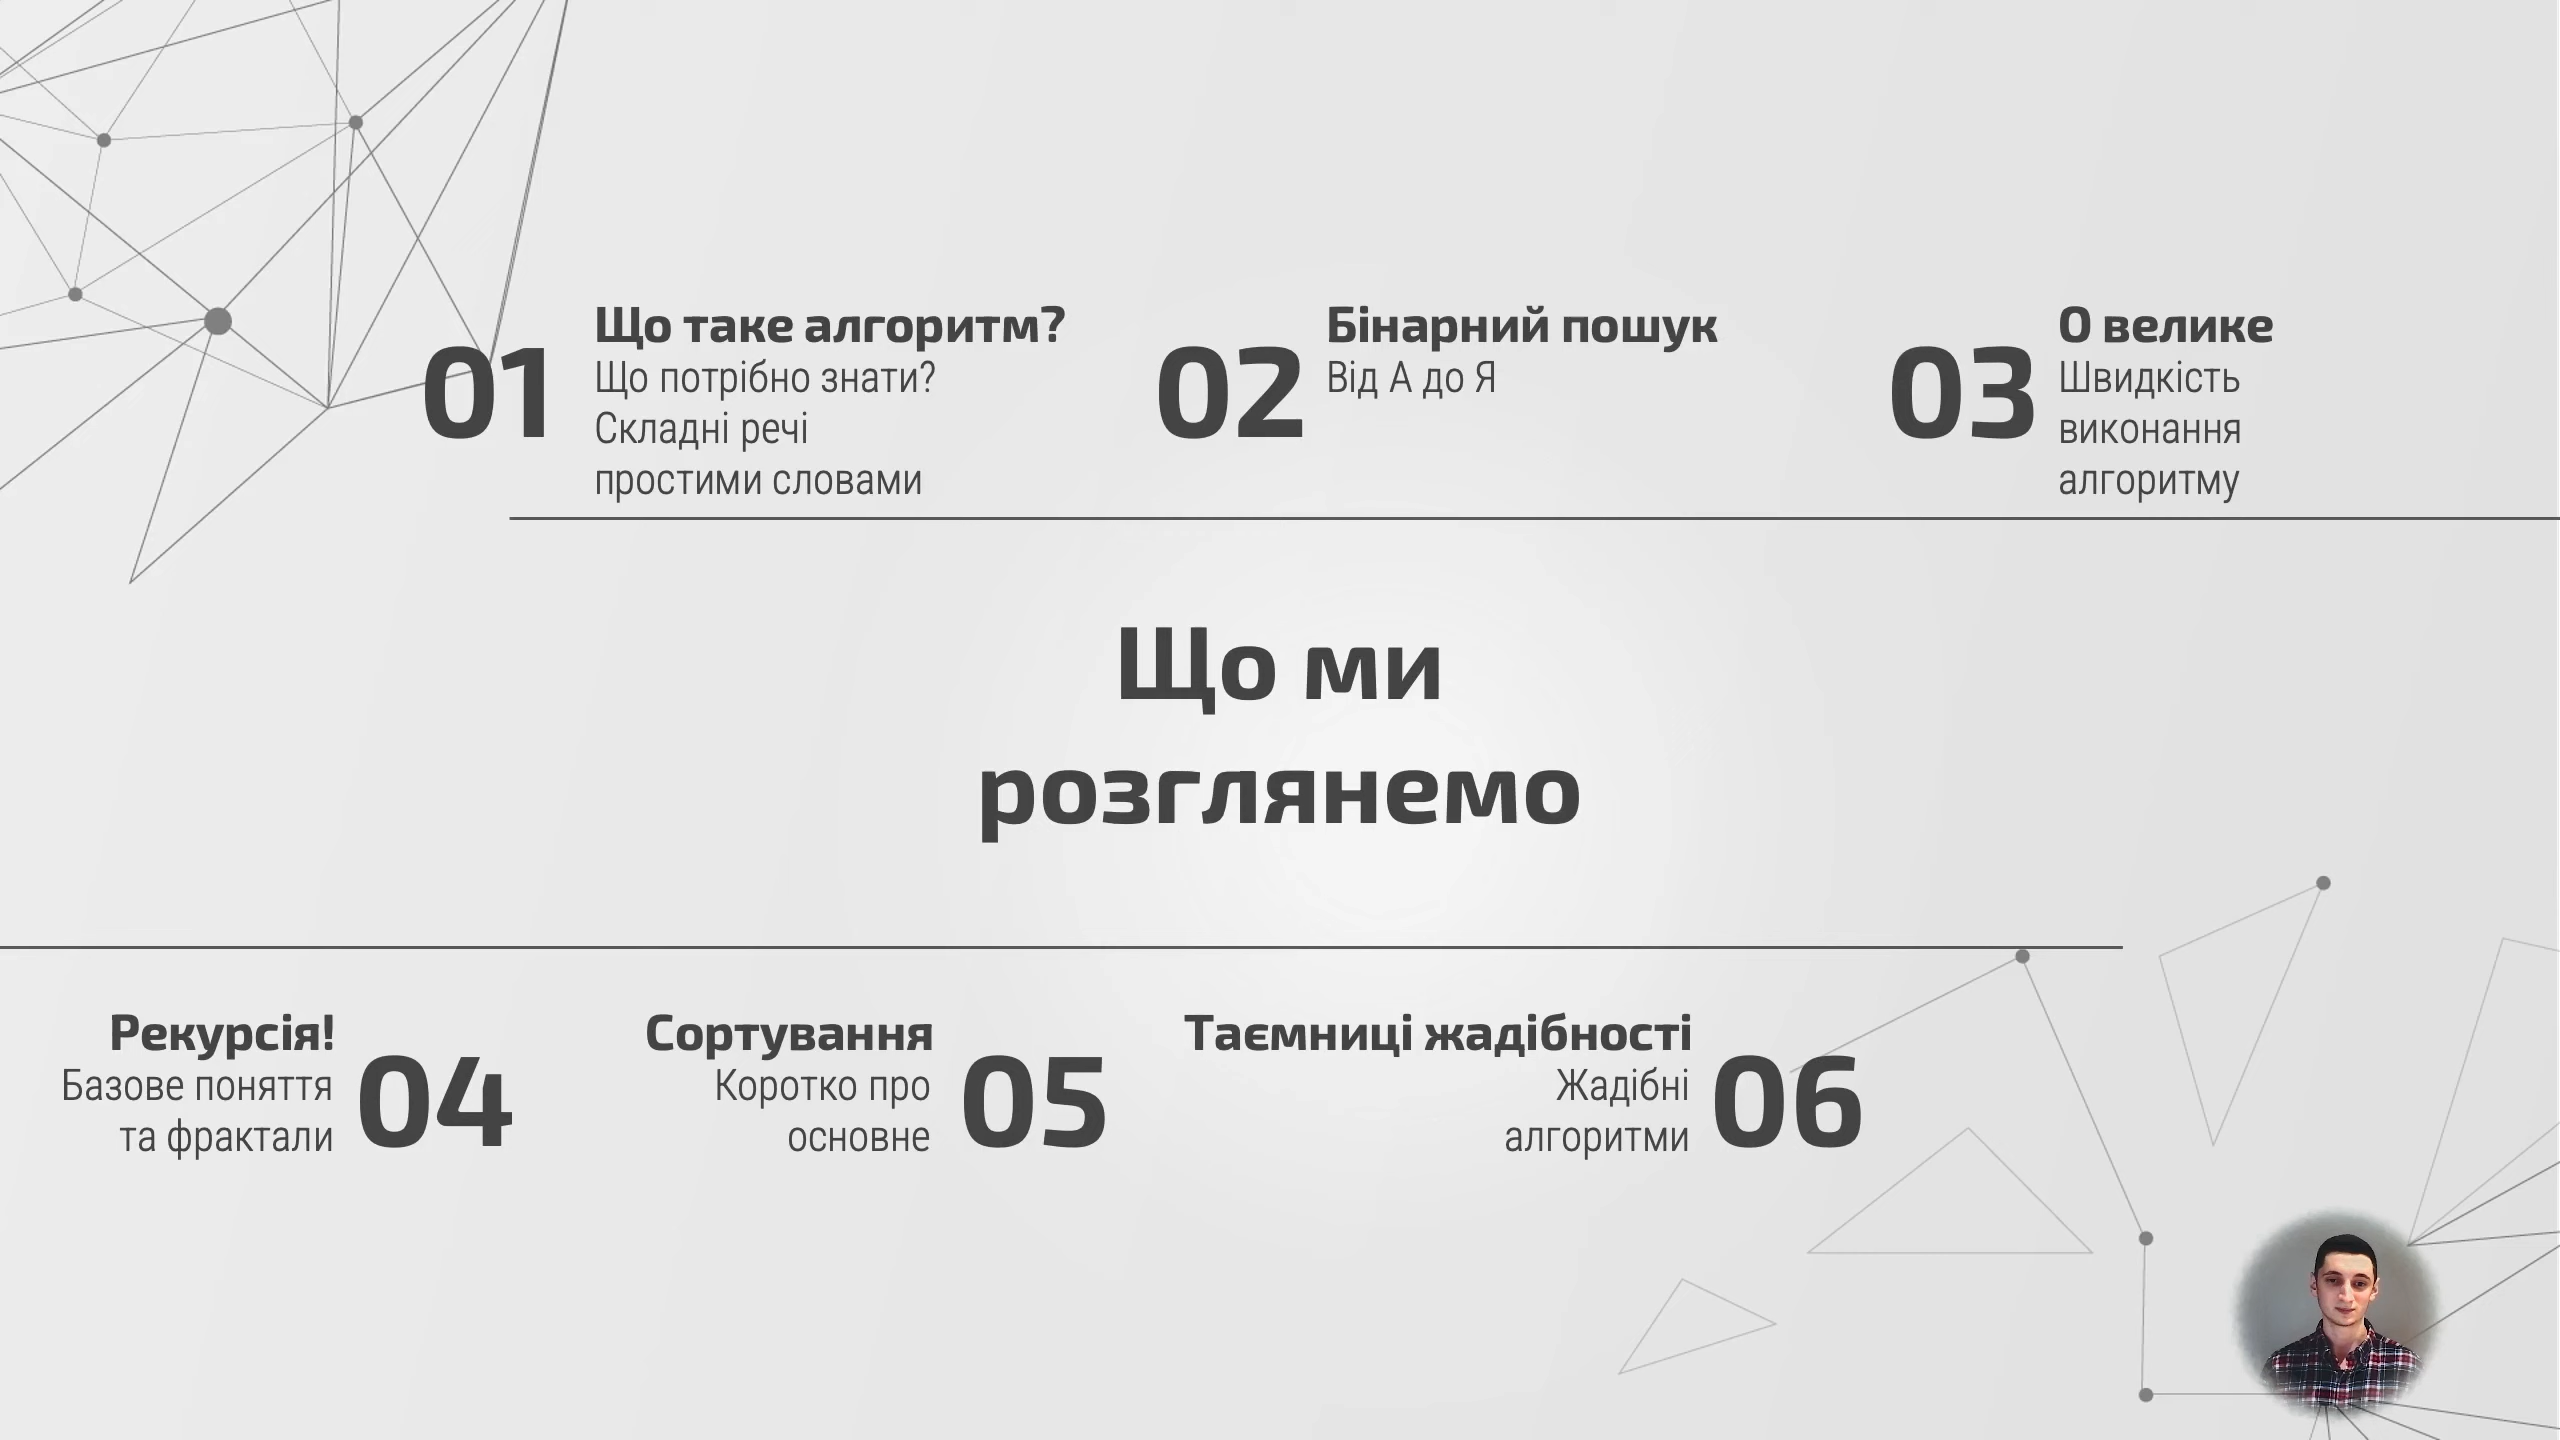 01
Що таке алгоритм?
Що потрібно знати?
Складні речі
простими словами
02
Бінарний пошук
Від А до Я
03
О велике
Швидкість
виконання
алгоритму
Що ми
розглянемо
Рекурсія!
Базове поняття
та фрактали
04
Сортування
Коротко про
основне
05
Таємниці жадібності
Жадібні
алгоритми
06